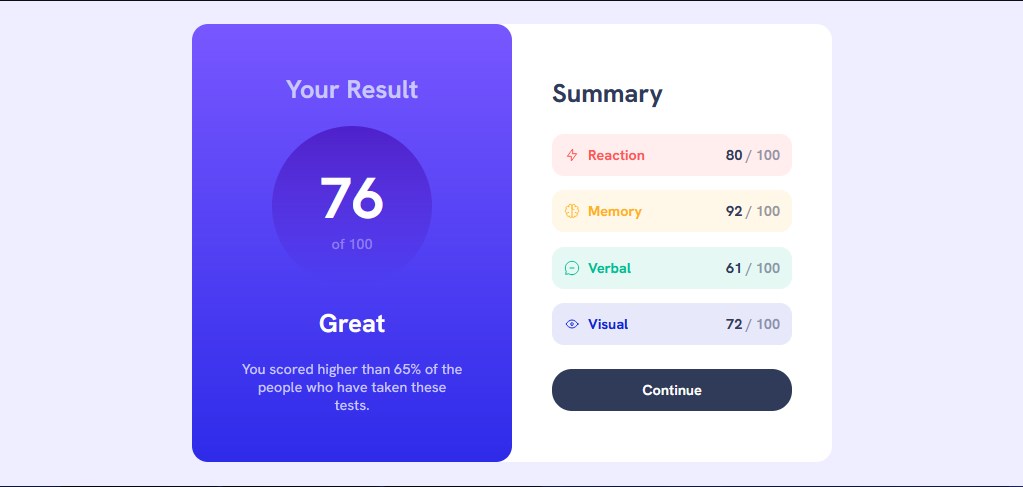 Your Result
76
of 100
Great
You scored higher than 65% of the
people who have taken these
tests.
Summary
Reaction 80 / 100
Memory 92 / 100
Verbal 61 / 100
Visual 72 / 100
Continue